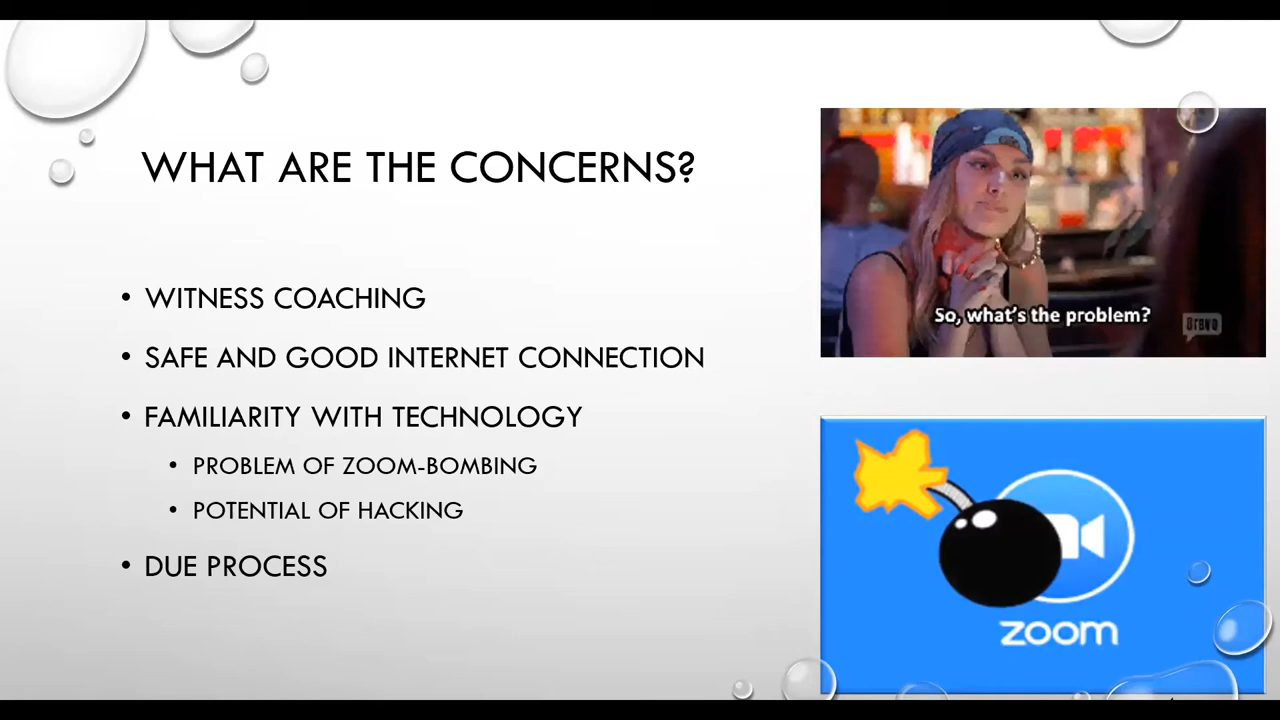 WHAT ARE THE CONCERNS?
• WITNESS COACHING
• SAFE AND GOOD INTERNET CONNECTION
• FAMILIARITY WITH TECHNOLOGY
• PROBLEM OF ZOOM-BOMBING
• POTENTIAL OF HACKING
• DUE PROCESS
So, what's the problem?
bravo
zoom